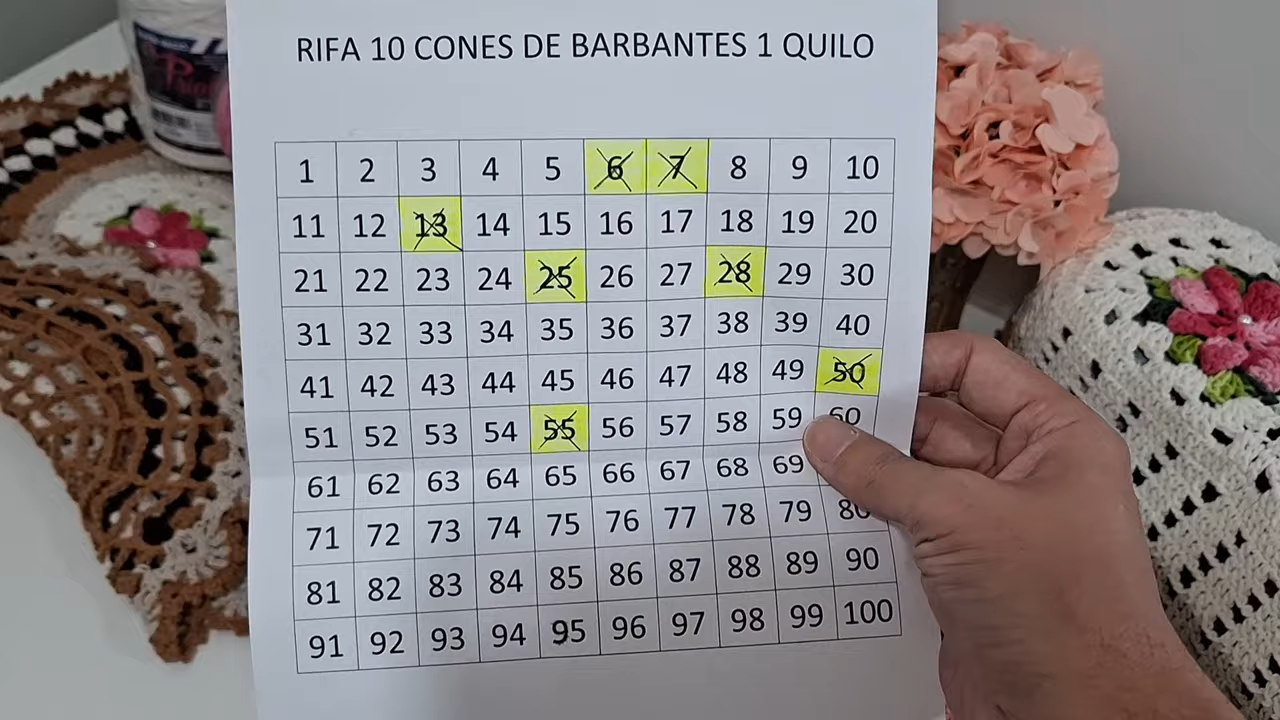 RIFA 10 CONES DE BARBANTES 1 QUILO
1 2 3 4 5 6 7 8 9 10
11 12 13 14 15 16 17 18 19 20
21 22 23 24 25 26 27 28 29 30
31 32 33 34 35 36 37 38 39 40
41 42 43 44 45 46 47 48 49 50
51 52 53 54 55 56 57 58 59 60
61 62 63 64 65 66 67 68 69
71 72 73 74 75 76 77 78 79 80
81 82 83 84 85 86 87 88 89 90
91 92 93 94 95 96 97 98 99 100